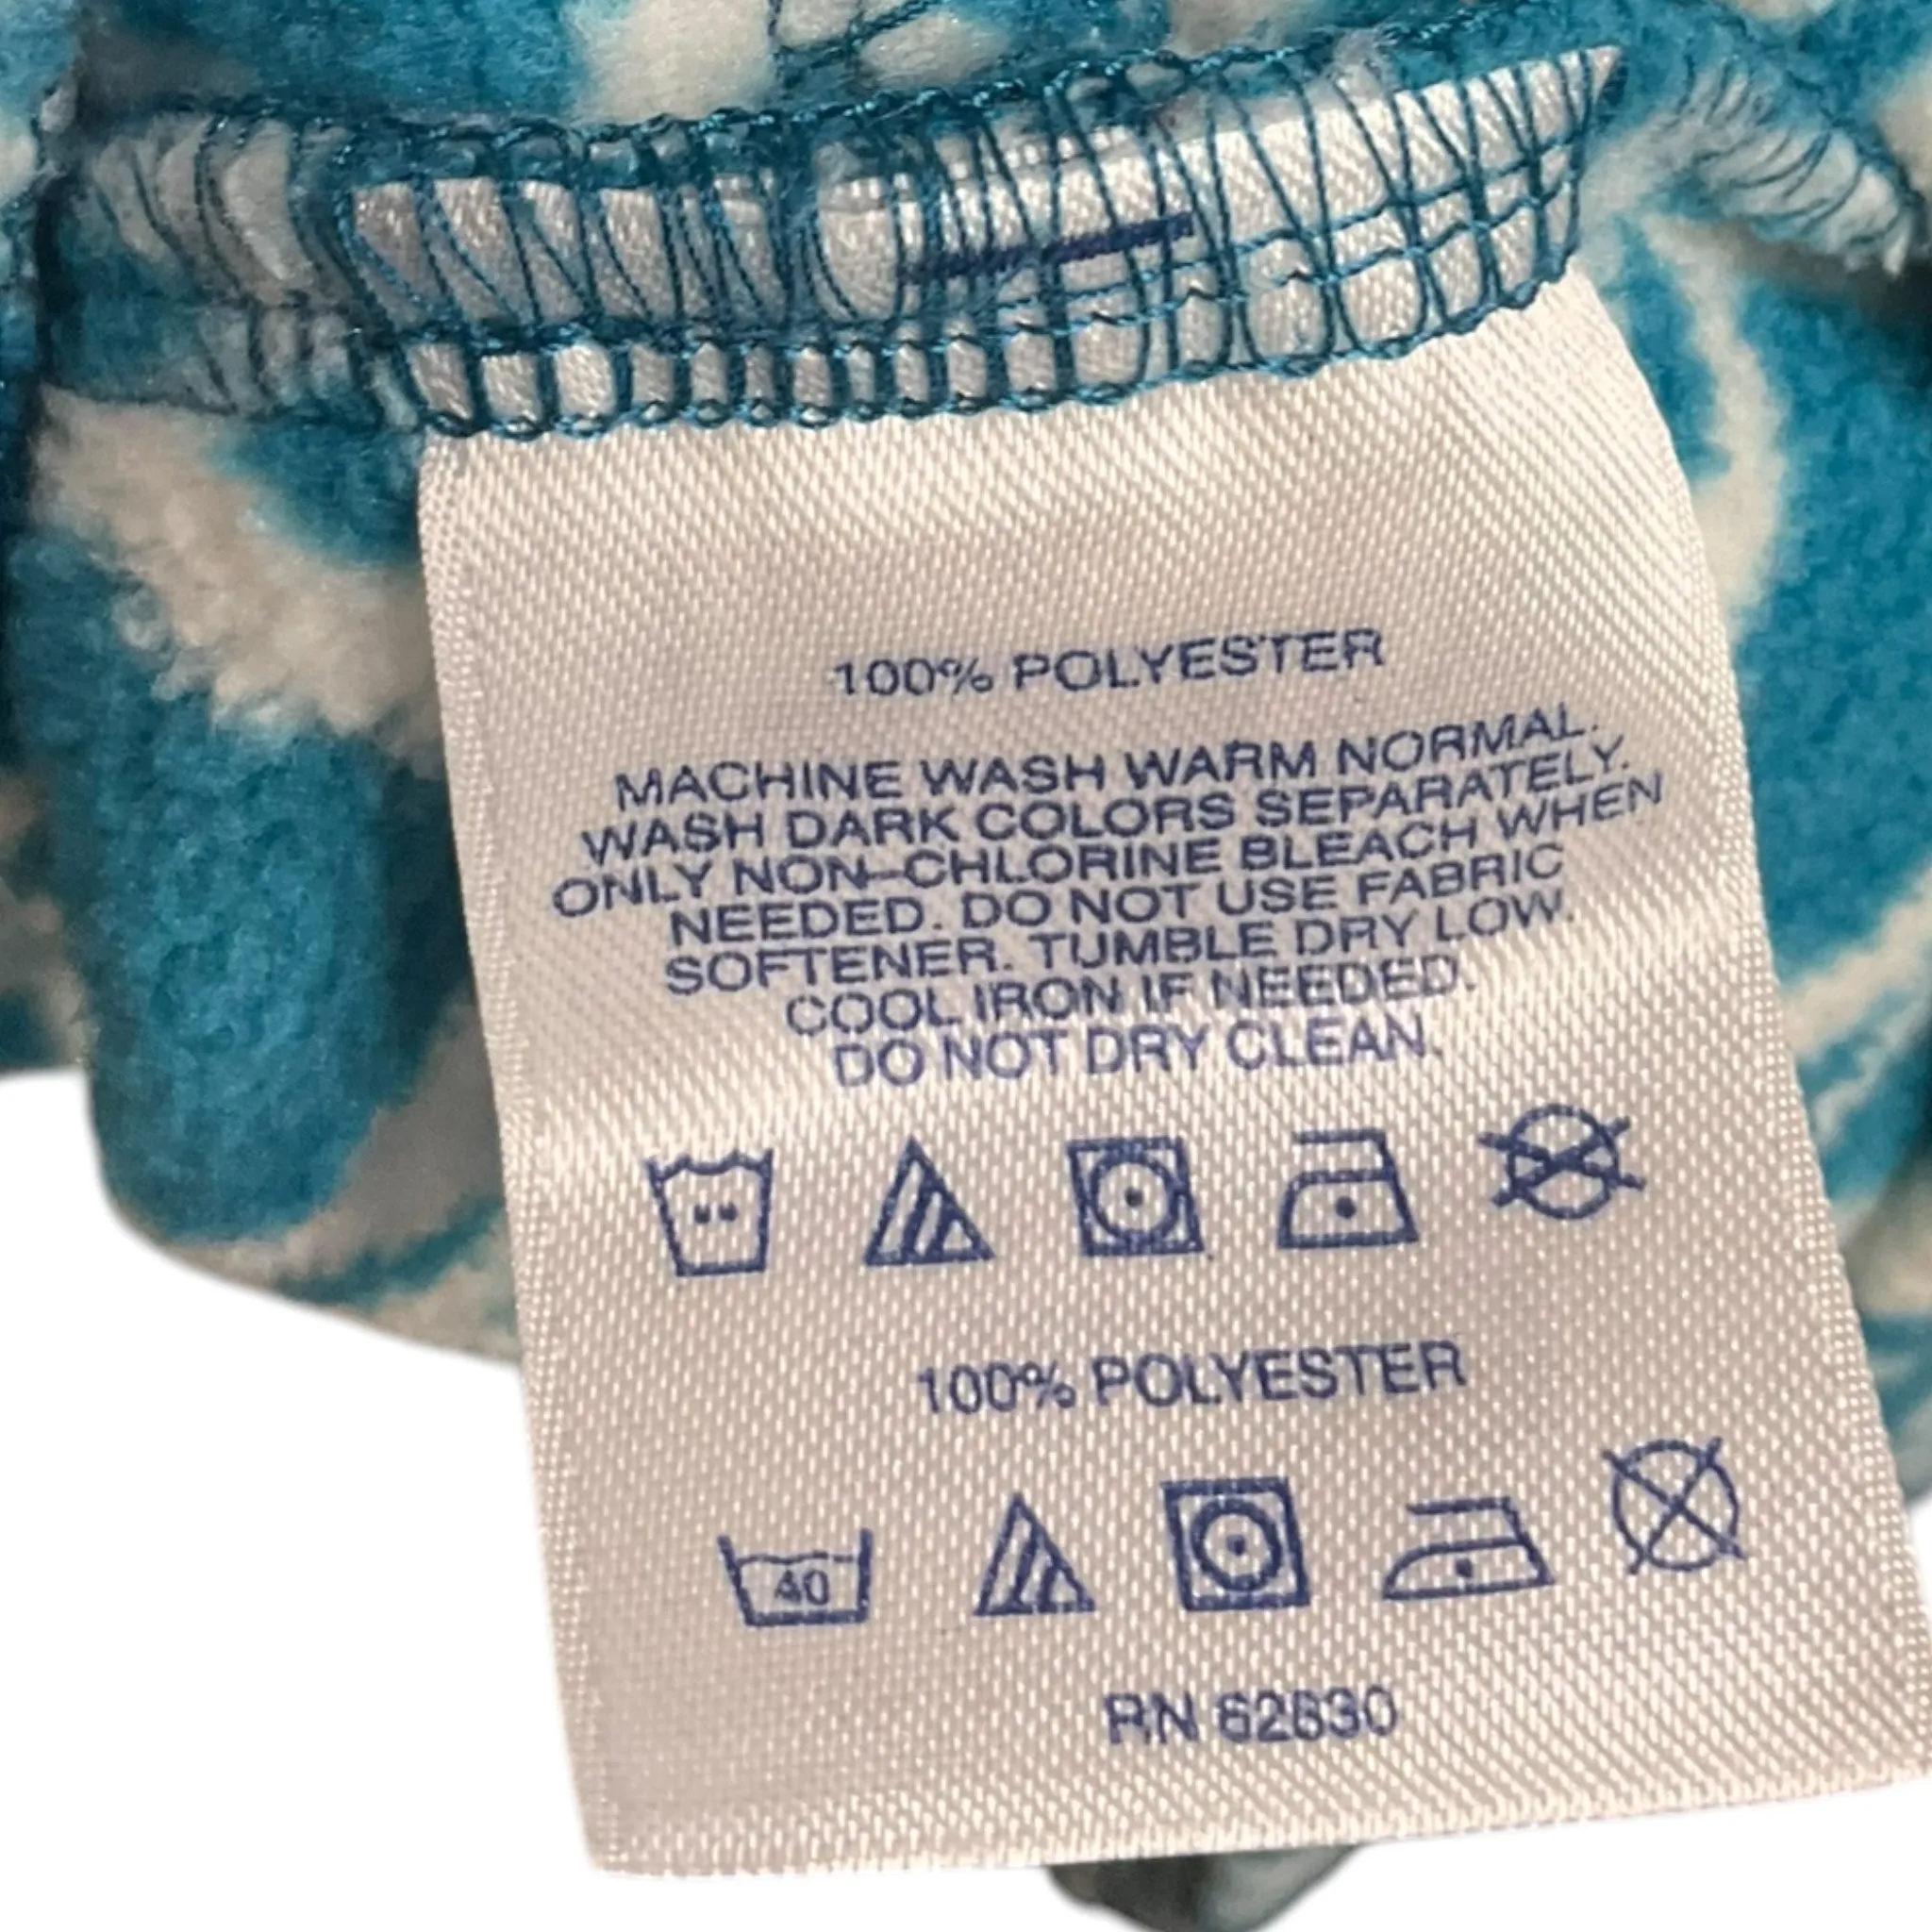 100% POLYESTER
MACHINE WASH WARM NORMAL.
WASH DARK COLORS SEPARATELY.
ONLY NON-CHLORINE BLEACH WHEN
NEEDED. DO NOT USE FABRIC
SOFTENER. TUMBLE DRY LOW.
COOL IRON IF NEEDED.
DO NOT DRY CLEAN.
100% POLYESTER
40
RN 62830